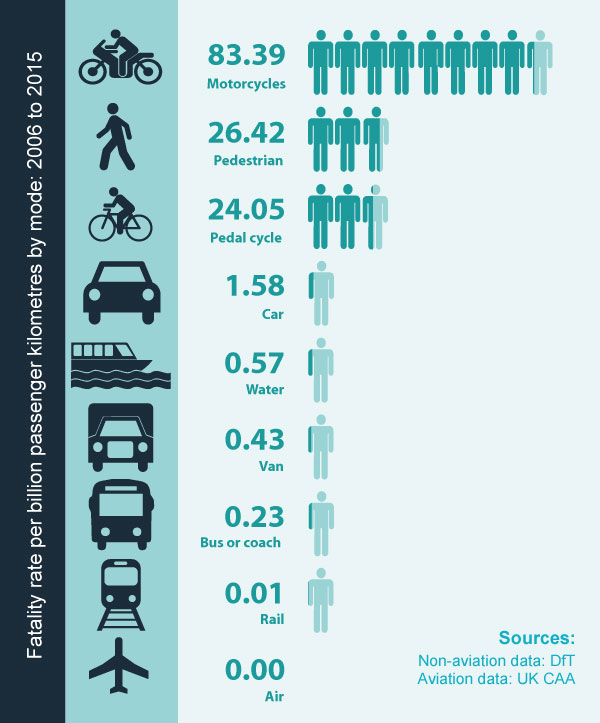 Fatality rate per billion passenger kilometres by mode: 2006 to 2015
83.39
Motorcycles
26.42
Pedestrian
24.05
Pedal cycle
1.58
Car
0.57
Water
0.43
Van
0.23
Bus or coach
0.01
Rail
0.00
Air
Sources:
Non-aviation data: DfT
Aviation data: UK CAA